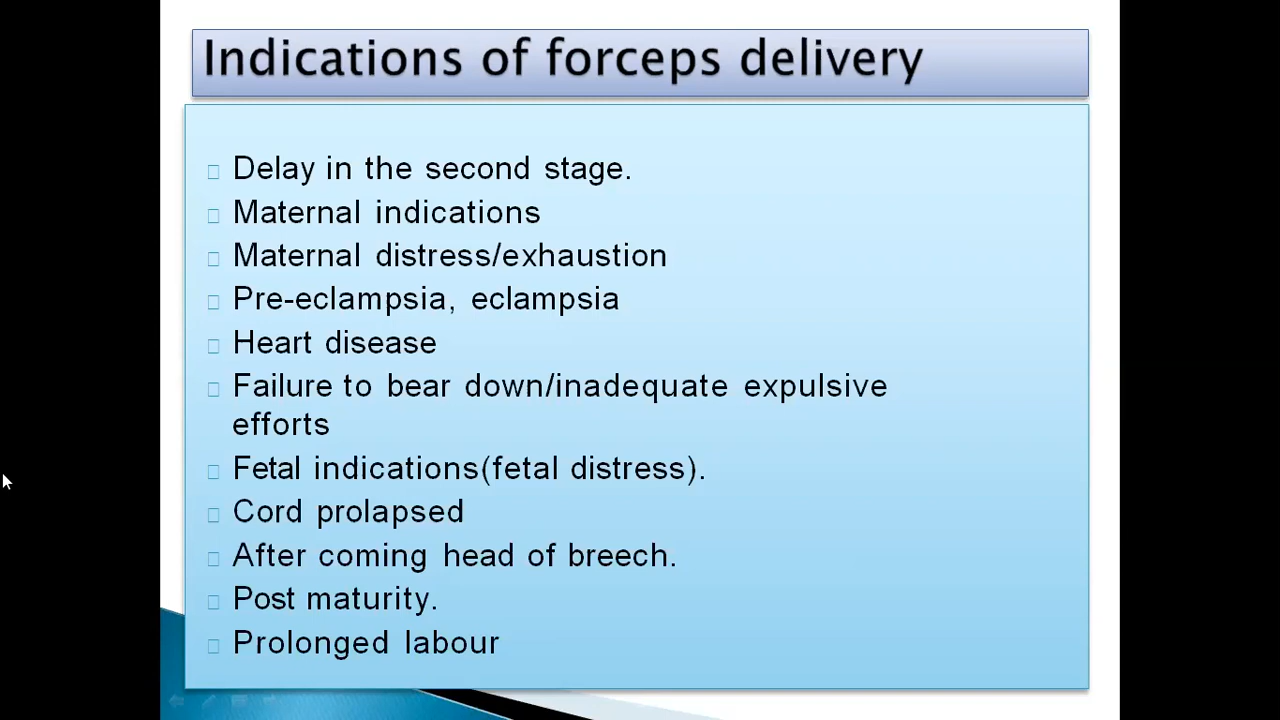 Indications of forceps delivery
Delay in the second stage.
Maternal indications
Maternal distress/exhaustion
Pre-eclampsia, eclampsia
Heart disease
Failure to bear down/inadequate expulsive
efforts
Fetal indications(fetal distress).
Cord prolapsed
After coming head of breech.
Post maturity.
Prolonged labour